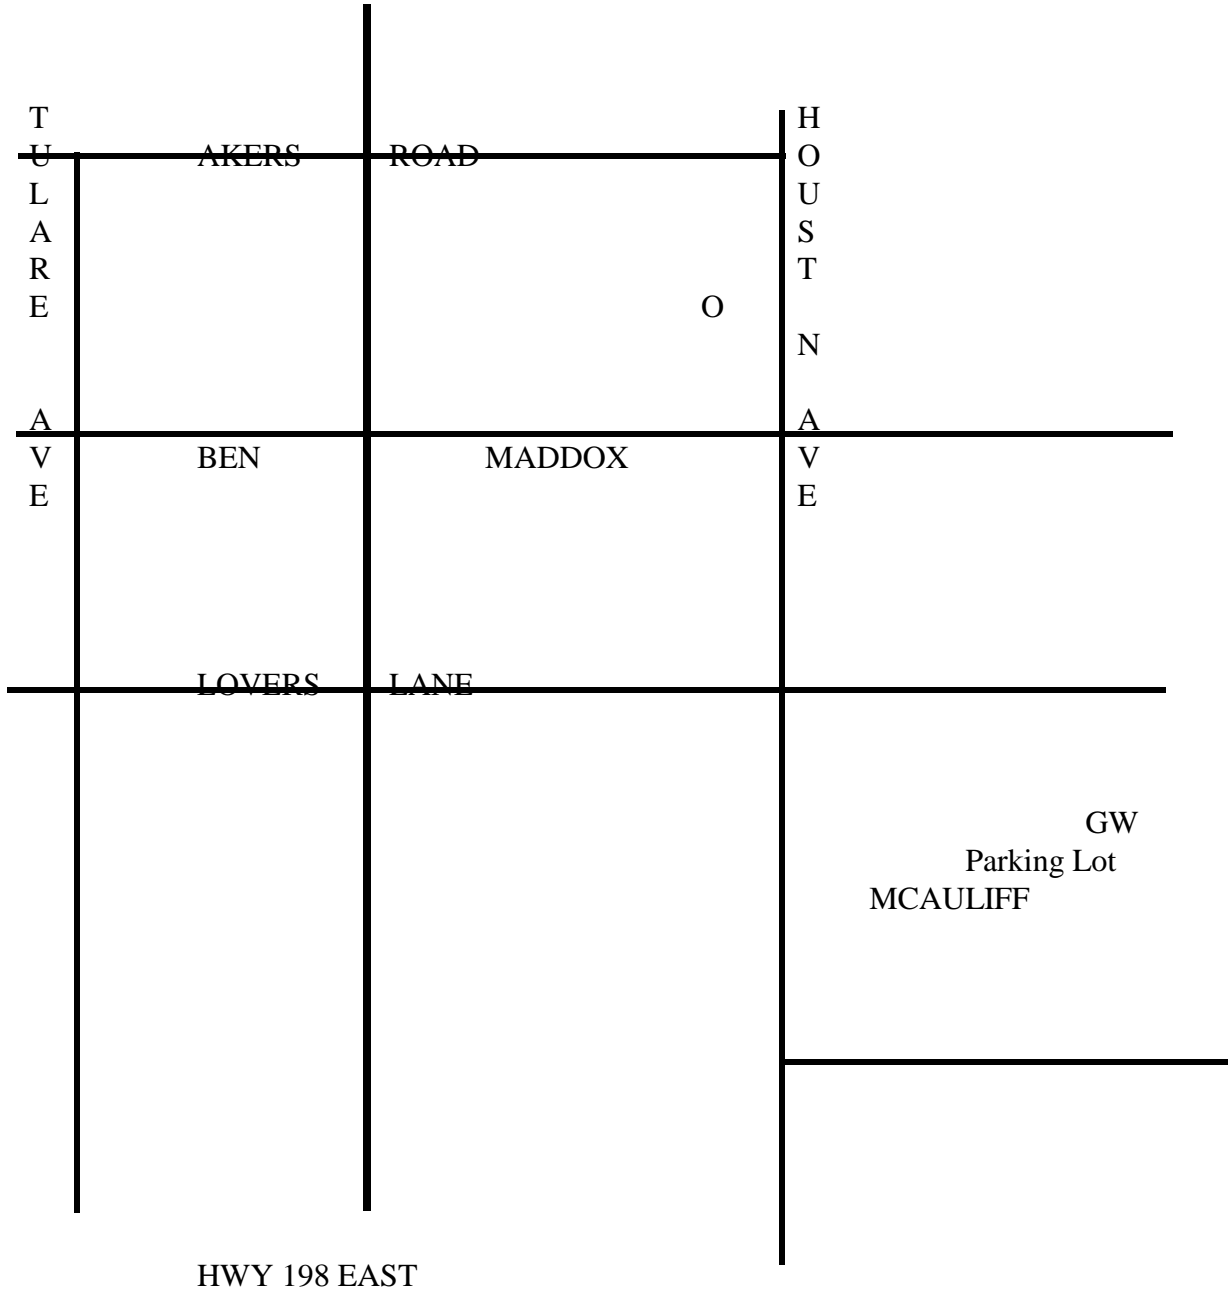 T H
U AKERS ROAD O
L U
A S
R T
E O
N
A A
V BEN MADDOX V
E E
LOVERS LANE
GW
Parking Lot
MCAULIFF
HWY 198 EAST